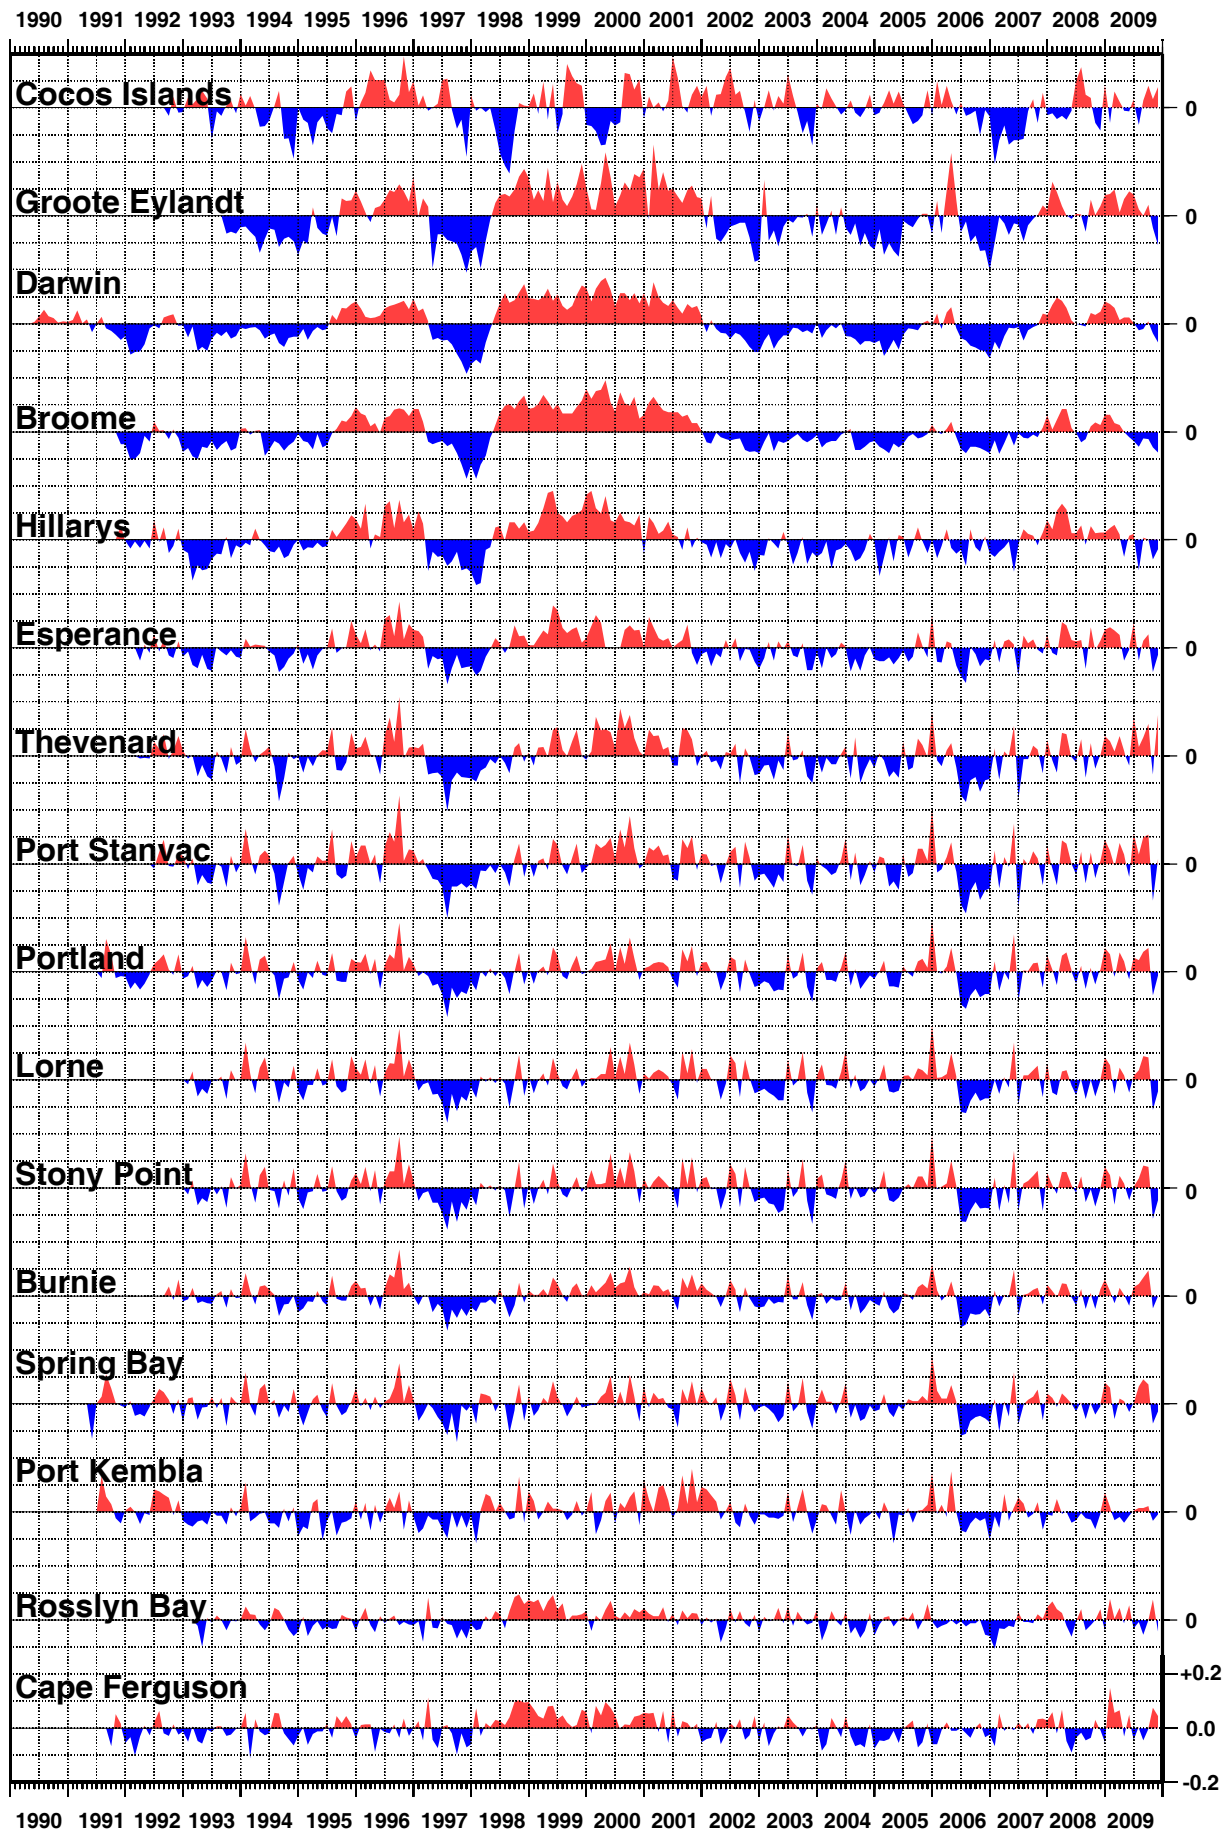 1990 1991 1992 1993 1994 1995 1996 1997 1998 1999 2000 2001 2002 2003 2004 2005 2006 2007 2008 2009
Cocos Islands 0
Groote Eylandt 0
Darwin 0
Broome 0
Hillarys 0
Esperance 0
Thevenard 0
Port Stanvac 0
Portland 0
Lorne 0
Stony Point 0
Burnie 0
Spring Bay 0
Port Kembla 0
Rosslyn Bay 0
+0.2
Cape Ferguson 0.0
-0.2
1990 1991 1992 1993 1994 1995 1996 1997 1998 1999 2000 2001 2002 2003 2004 2005 2006 2007 2008 2009